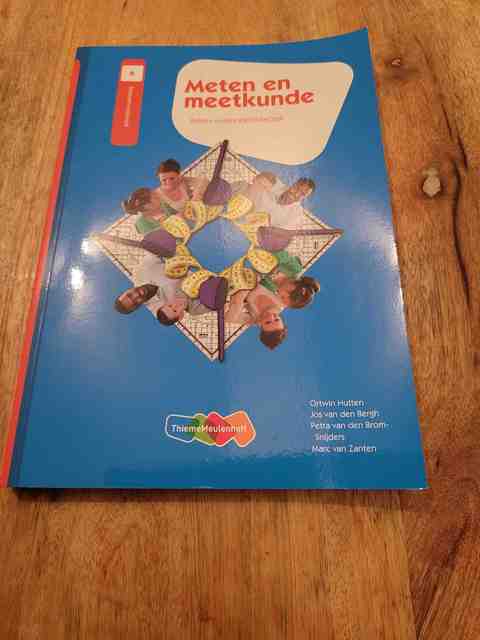 Meten en
meetkunde
ThiemeMeulenhoff
Ortwin Hutten
Jos van den Bergh
Petra van den Brom-
Snijders
Marc van Zanten